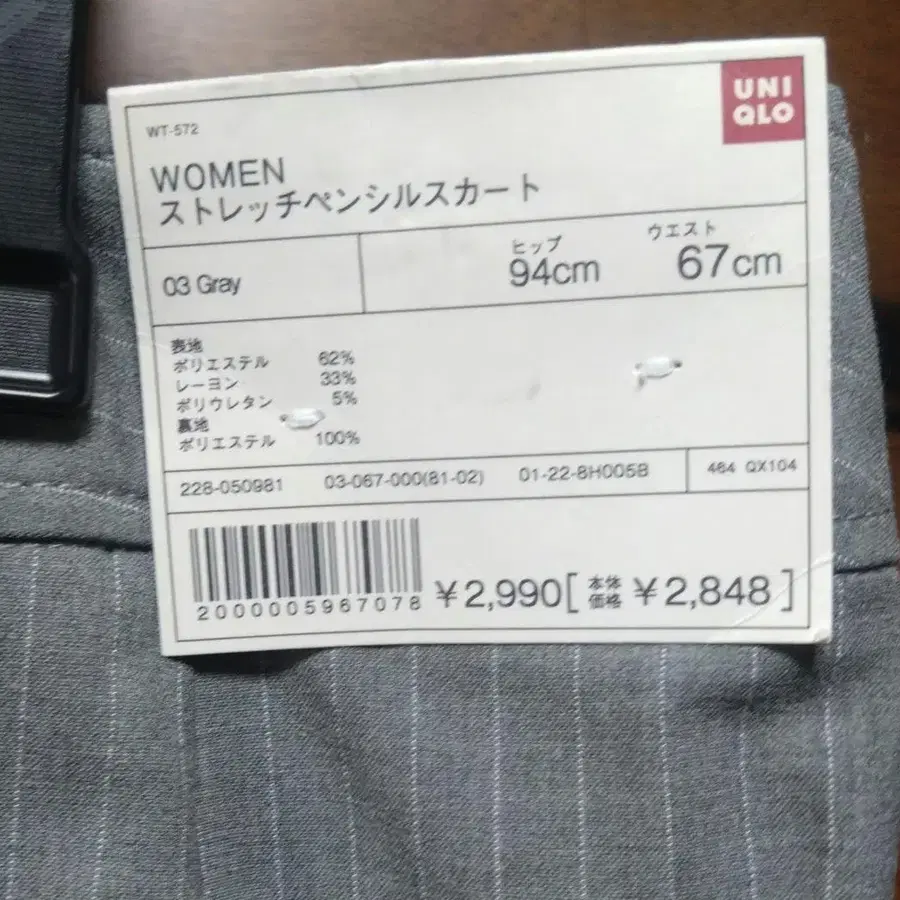 UNI
QLO
WT-572
WOMEN
ストレッチペンシルスカート
03 Gray
ヒップ
94cm
ウエスト
67cm
表地
ポリエステル 62%
レーヨン 33%
ポリウレタン 5%
裏地
ポリエステル 100%
228-050981 03-067-000(81-02) 01-22-8H005B 464 QX104
2000005967078
¥2,990[本体価格 ¥2,848]